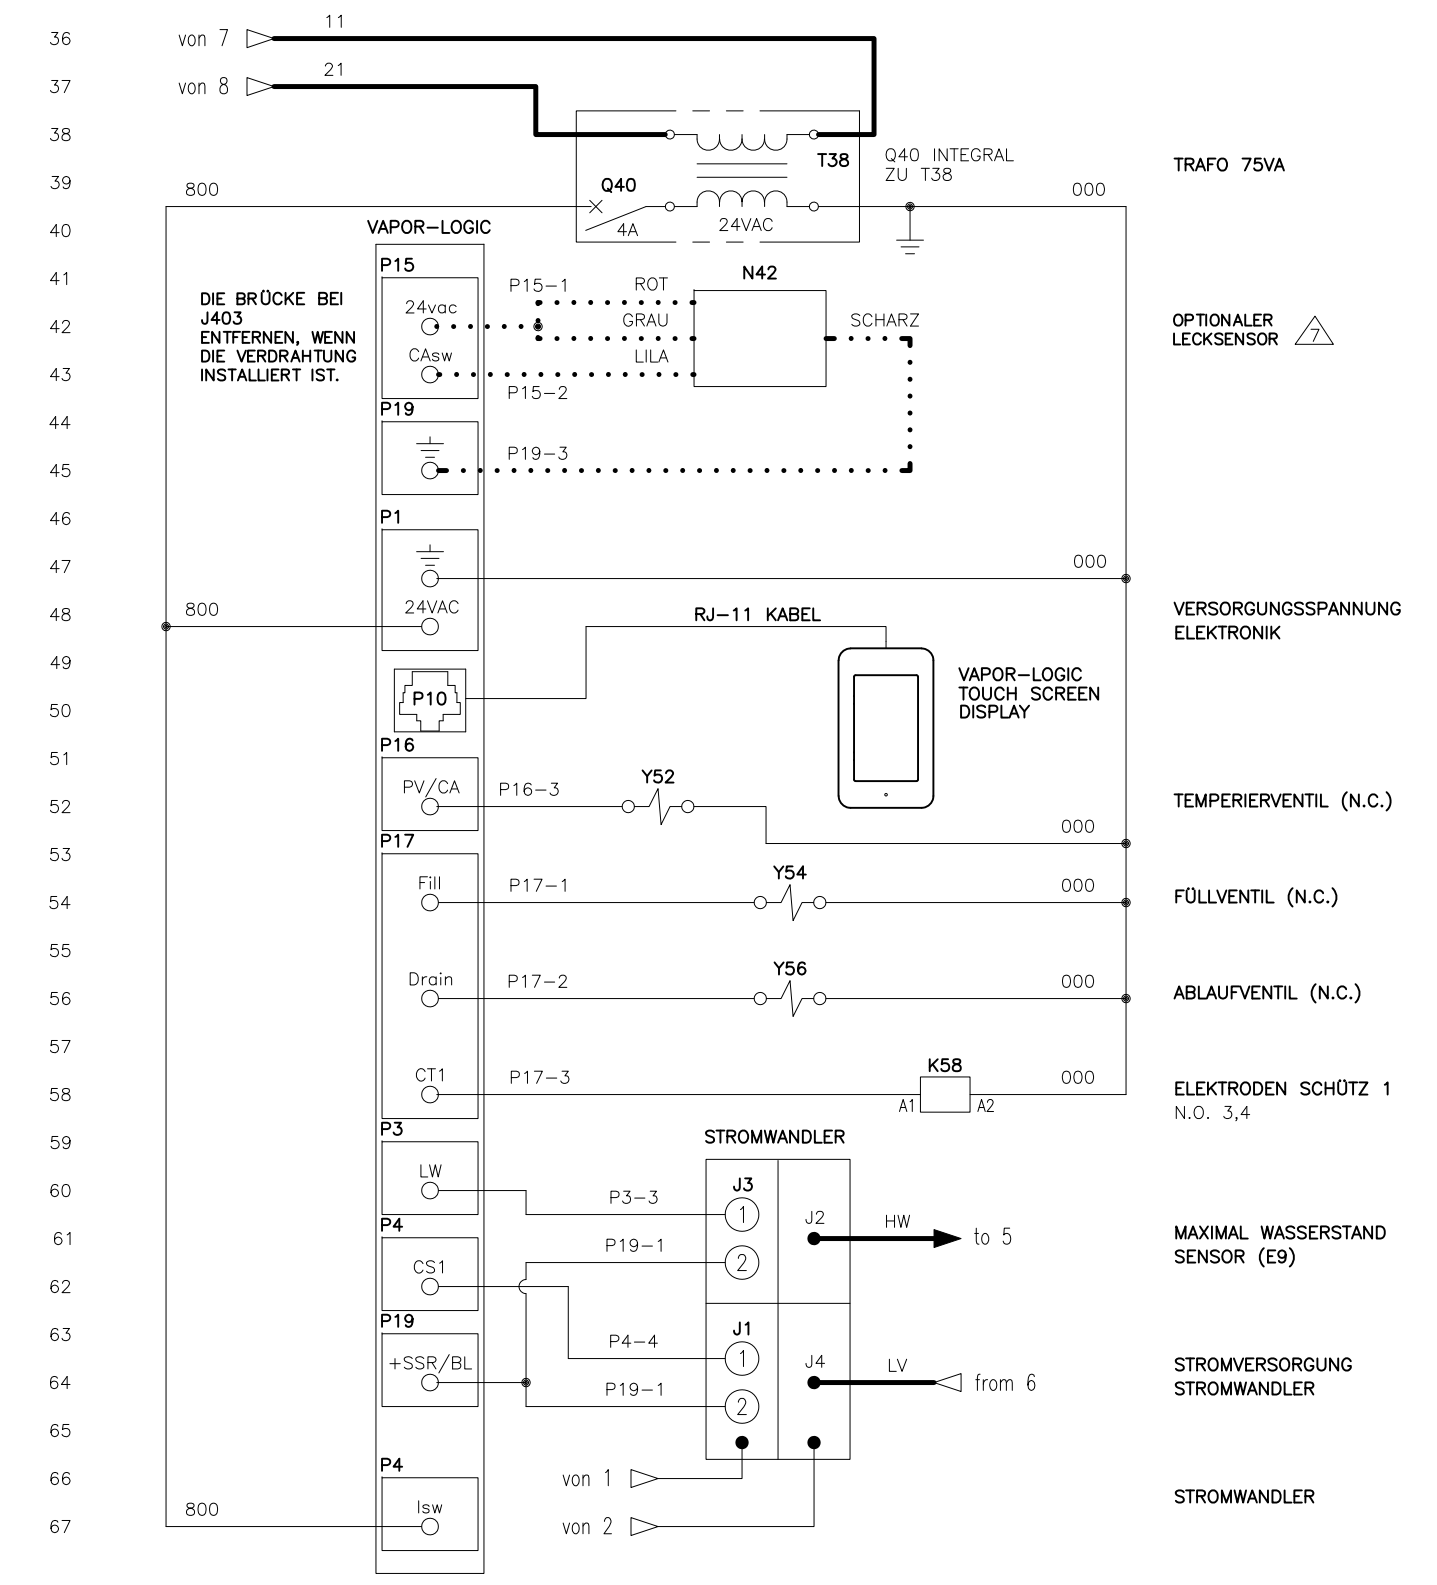 11
36 von 7
21
37 von 8
38
T38
Q40 INTEGRAL
ZU T38
TRAFO 75VA
39
800
Q40
000
40
VAPOR-LOGIC
4A
24VAC
41
P15
P15-1
ROT
N42
DIE BRÜCKE BEI
J403
ENTFERNEN, WENN
DIE VERDRAHTUNG
INSTALLIERT IST.
24vac
42
GRAU
SCHARZ
OPTIONALER
LECKSENSOR 7
CAsw
LILA
43
P15-2
P19
44
P19-3
45
46
P1
47
000
800
48
24VAC
RJ-11 KABEL
VERSORGUNGSSPANNUNG
ELEKTRONIK
49
VAPOR-LOGIC
TOUCH SCREEN
DISPLAY
P10
50
P16
51
PV/CA
P16-3
Y52
52
TEMPERIERVENTIL (N.C.)
000
P17
53
Fill
P17-1
Y54
000
54
FÜLLVENTIL (N.C.)
55
Drain
P17-2
Y56
000
56
ABLAUFVENTIL (N.C.)
57
CT1
P17-3
K58
000
58
A1
A2
ELEKTRODEN SCHÜTZ 1
N.O. 3,4
P3
59
STROMWANDLER
LW
60
P3-3
J3
1
J2
HW
P4
61
to 5
MAXIMAL WASSERSTAND
SENSOR (E9)
P19-1
2
CS1
62
P19
63
P4-4
J1
1
J4
LV
+SSR/BL
64
from 6
STROMVERSORGUNG
STROMWANDLER
P19-1
2
65
P4
66
von 1
STROMWANDLER
800
Isw
67
von 2